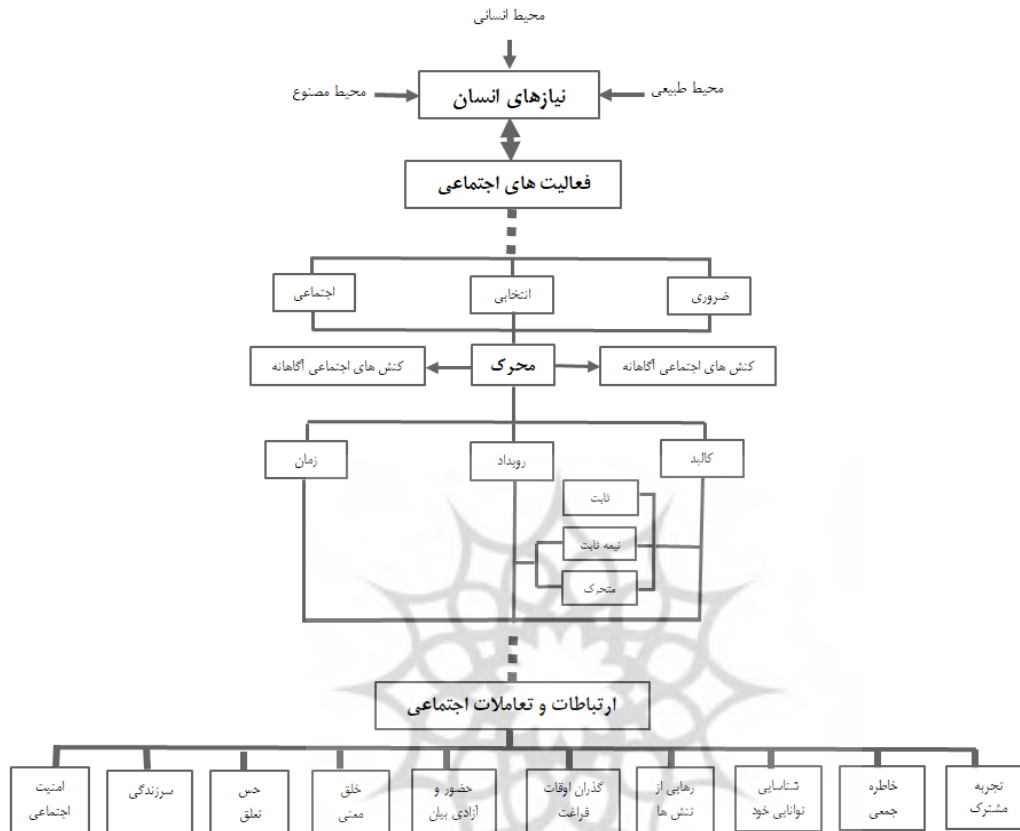 محیط انسانی
محیط طبیعی
نیازهای انسان
محیط مصنوع
فعالیت های اجتماعی
ضروری
انتخابی
اجتماعی
کنش های اجتماعی آگاهانه
محرک
کنش های اجتماعی آگاهانه
کالبد
رویداد
زمان
ثابت
نیمه ثابت
متحرک
ارتباطات و تعاملات اجتماعی
تجربه
مشترک
خاطره
جمعی
شناسایی
توانایی خود
رهایی از
تنش ها
گذران اوقات
فراغت
حضور و
آزادی بیان
خلق
معنی
حس
تعلق
سرزندگی
امنیت
اجتماعی